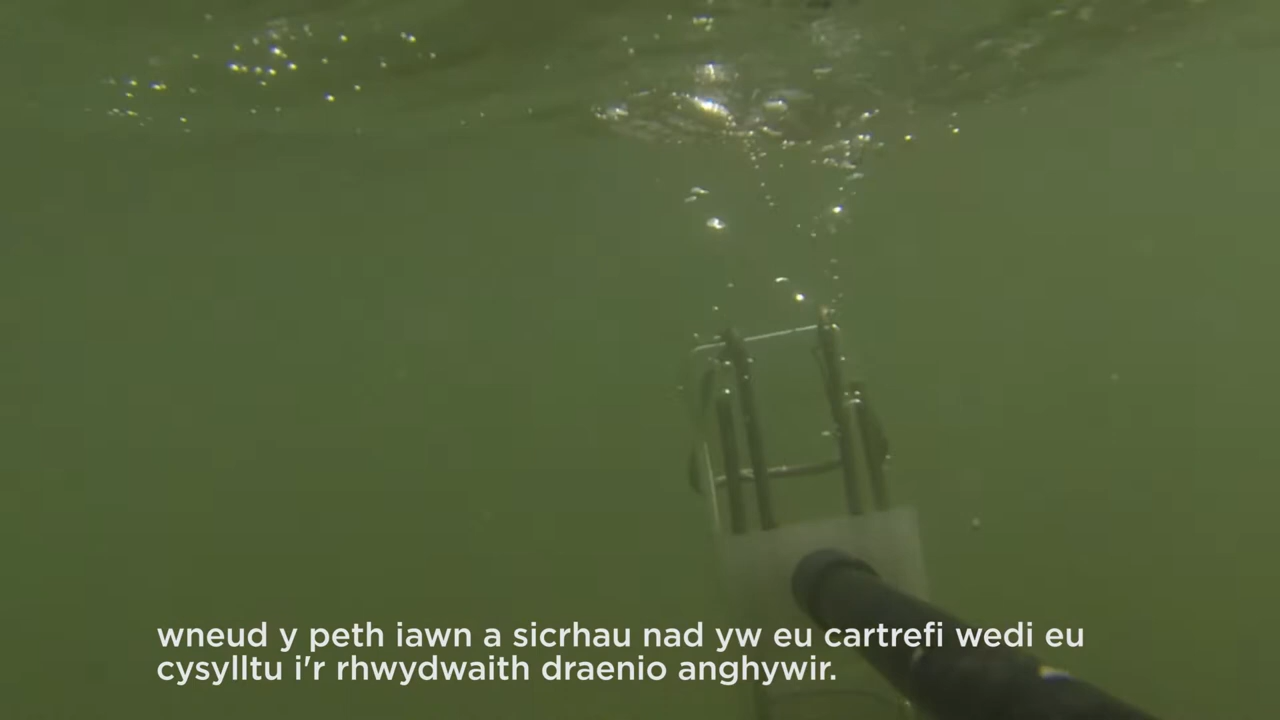 wneud y peth iawn a sicrhau nad yw eu cartrefi wedi eu
cysylltu i'r rhwydwaith draenio anghywir.